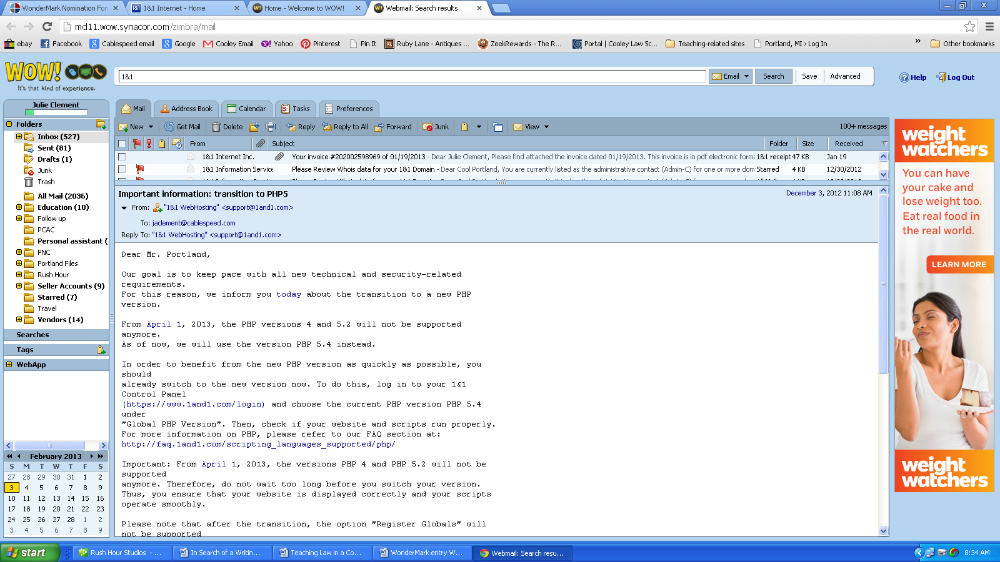 WonderMark Nomination For
1&1 Internet - Home
Home - Welcome to WOW!
Webmail: Search results
md11.wow.synacor.com/zimbra/mail
ebay
Facebook
Cablespeed email
Google
Cooley Email
Yahoo
Pinterest
Pin It
Ruby Lane - Antiques ...
ZeekRewards - The R...
Portal | Cooley Law Sc...
Teaching-related sites
Portland, MI > Log In
Other bookmarks
WOW!
It's that kind of experience.
1&1
Email
Search
Save
Advanced
Help
Log Out
Julie Clement
Mail
Address Book
Calendar
Tasks
Preferences
New
Get Mail
Delete
Reply
Reply to All
Forward
Junk
View
100+ messages
From
Subject
Folder
Size
Received
1&1 Internet Inc.
Your invoice #202002598969 of 01/19/2013 - Dear Julie Clement, Please find attached the invoice dated 01/19/2013. This invoice is in pdf electronic forma
1&1 receipt
47 KB
Jan 19
1&1 Information Service
Please Review Whois data for your 1&1 Domain - Dear Cool Portland, You are currently listed as the administrative contact (Admin-C) for one or more dom
Starred
4 KB
12/30/2012
Folders
Inbox (527)
Sent (81)
Drafts (1)
Junk
Trash
All Mail (2036)
Education (10)
Follow up
PCAC
Personal assistant (
PNC
Portland Files
Rush Hour
Seller Accounts (9)
Starred (7)
Travel
Vendors (14)
Searches
Tags
WebApp
February 2013
S M T W T F S
27 28 29 30 31 1 2
3 4 5 6 7 8 9
10 11 12 13 14 15 16
17 18 19 20 21 22 23
24 25 26 27 28 1 2
3 4 5 6 7 8 9
Important information: transition to PHP5
December 3, 2012 11:08 AM
From: "1&1 WebHosting" <support@1and1.com>
To: jaclement@cablespeed.com
Reply To: "1&1 WebHosting" <support@1and1.com>
Dear Mr. Portland,
Our goal is to keep pace with all new technical and security-related
requirements.
For this reason, we inform you today about the transition to a new PHP
version.
From April 1, 2013, the PHP versions 4 and 5.2 will not be supported
anymore.
As of now, we will use the version PHP 5.4 instead.
In order to benefit from the new PHP version as quickly as possible, you
should
already switch to the new version now. To do this, log in to your 1&1
Control Panel
(https://www.1and1.com/login) and choose the current PHP version PHP 5.4
under
"Global PHP Version". Then, check if your website and scripts run properly.
For more information on PHP, please refer to our FAQ section at:
http://faq.1and1.com/scripting_languages_supported/php/
Important: From April 1, 2013, the versions PHP 4 and PHP 5.2 will not be
supported
anymore. Therefore, do not wait too long before you switch your version.
Thus, you ensure that your website is displayed correctly and your scripts
operate smoothly.
Please note that after the transition, the option "Register Globals" will
not be supported
weight
watchers
You can have
your cake and
lose weight too.
Eat real food in
the real world.
LEARN MORE
weight
watchers
start
Rush Hour Studios - ...
In Search of a Writin...
Teaching Law in a Co...
WonderMark entry W...
Webmail: Search resu...
8:34 AM